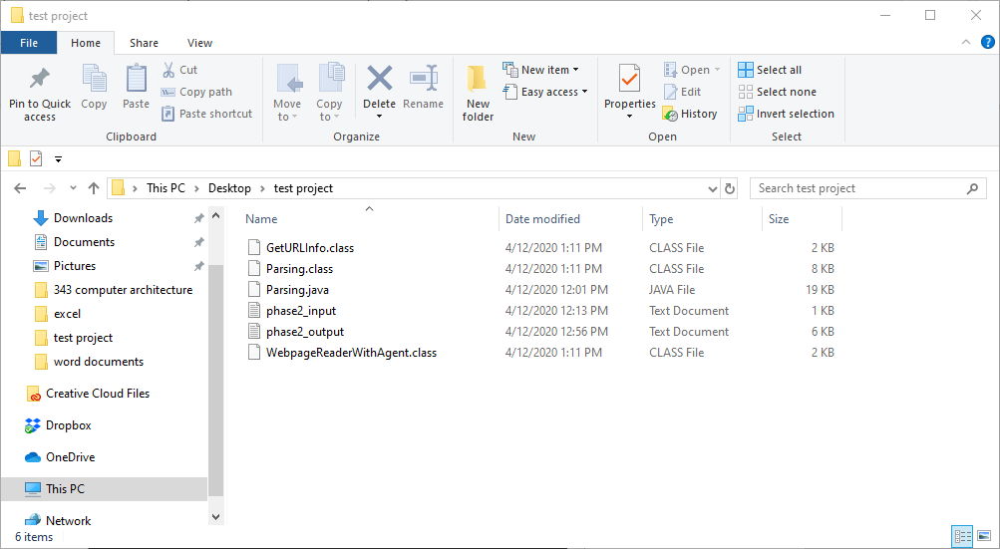 test project
File Home Share View
Pin to Quick access
Copy
Paste
Cut
Copy path
Paste shortcut
Clipboard
Move to
Copy to
Delete
Rename
Organize
New folder
New item
Easy access
New
Properties
Open
Edit
History
Open
Select all
Select none
Invert selection
Select
This PC > Desktop > test project
Search test project
Downloads
Documents
Pictures
343 computer architecture
excel
test project
word documents
Creative Cloud Files
Dropbox
OneDrive
This PC
Network
Name Date modified Type Size
GetURLInfo.class 4/12/2020 1:11 PM CLASS File 2 KB
Parsing.class 4/12/2020 1:11 PM CLASS File 8 KB
Parsing.java 4/12/2020 12:01 PM JAVA File 19 KB
phase2_input 4/12/2020 12:13 PM Text Document 1 KB
phase2_output 4/12/2020 12:56 PM Text Document 6 KB
WebpageReaderWithAgent.class 4/12/2020 1:11 PM CLASS File 2 KB
6 items